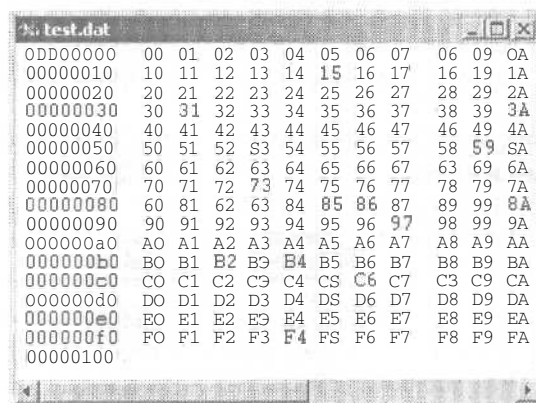 test.dat
0DD00000 00 01 02 03 04 05 06 07 06 09 0A
00000010 10 11 12 13 14 15 16 17 16 19 1A
00000020 20 21 22 23 24 25 26 27 28 29 2A
00000030 30 31 32 33 34 35 36 37 38 39 3A
00000040 40 41 42 43 44 45 46 47 46 49 4A
00000050 50 51 52 S3 54 55 56 57 58 59 SA
00000060 60 61 62 63 64 65 66 67 63 69 6A
00000070 70 71 72 73 74 75 76 77 78 79 7A
00000080 60 81 62 63 84 85 86 87 89 99 8A
00000090 90 91 92 93 94 95 96 97 98 99 9A
000000a0 A0 A1 A2 A3 A4 A5 A6 A7 A8 A9 AA
000000b0 B0 B1 B2 BЭ B4 B5 B6 B7 B8 B9 BA
000000c0 C0 C1 C2 CЭ C4 CS C6 C7 C3 C9 CA
000000d0 D0 D1 D2 D3 D4 DS D6 D7 D8 D9 DA
000000e0 E0 E1 E2 EЭ E4 E5 E6 E7 E8 E9 EA
000000f0 F0 F1 F2 F3 F4 FS F6 F7 F8 F9 FA
00000100